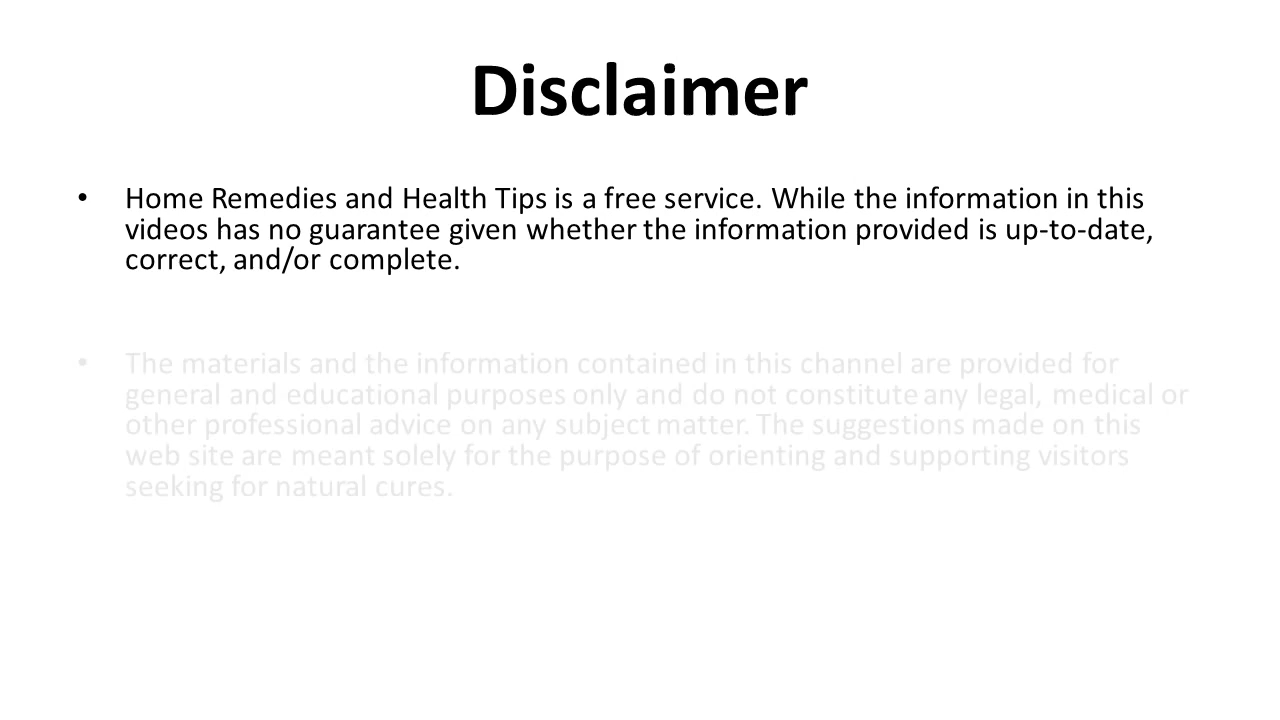 Disclaimer
• Home Remedies and Health Tips is a free service. While the information in this
videos has no guarantee given whether the information provided is up-to-date,
correct, and/or complete.
• The materials and the information contained in this channel are provided for
general and educational purposes only and do not constitute any legal, medical or
other professional advice on any subject matter. The suggestions made on this
web site are meant solely for the purpose of orienting and supporting visitors
seeking for natural cures.